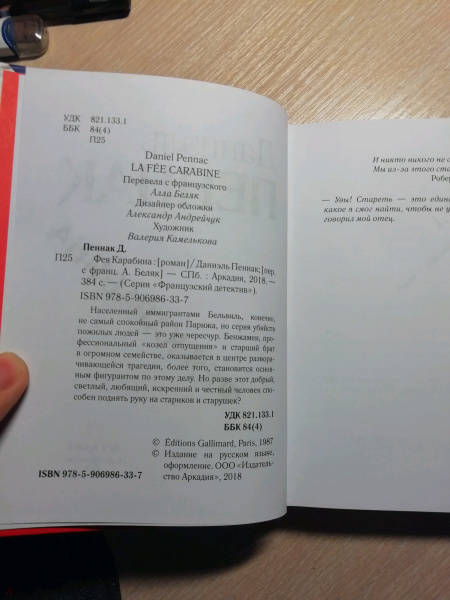 УДК 821.133.1
ББК 84(4)
П25
Daniel Pennac
LA FÉE CARABINE
Перевела с французского
Алла Беляк
Дизайнер обложки
Александр Андрейчук
Художник
Валерия Камелькова
Пеннак Д.
П25 Фея Карабина : [роман] / Даниэль Пеннак; [пер.
с франц. А. Беляк] — СПб. : Аркадия, 2018. —
384 с. — (Серия «Французский детектив»).
ISBN 978-5-906986-33-7
Населенный иммигрантами Бельвиль, конечно,
не самый спокойный район Парижа, но серия убийств
пожилых людей — это уже чересчур. Бенжамен, про-
фессиональный «козел отпущения» и старший брат
в огромном семействе, оказывается в центре развора-
чивающейся трагедии, более того, становится основ-
ным фигурантом по этому делу. Но разве этот добрый,
светлый, любящий, искренний и честный человек спо-
собен поднять руку на стариков и старушек?
УДК 821.133.1
ББК 84(4)
© Éditions Gallimard, Paris, 1987
© Издание на русском языке,
оформление. ООО «Издатель-
ство Аркадия», 2018
ISBN 978-5-906986-33-7
И никто никого не
Мы из-за этого
— Увы! Стареть — это
какое я смог найти, чтобы не
говорил мой отец.